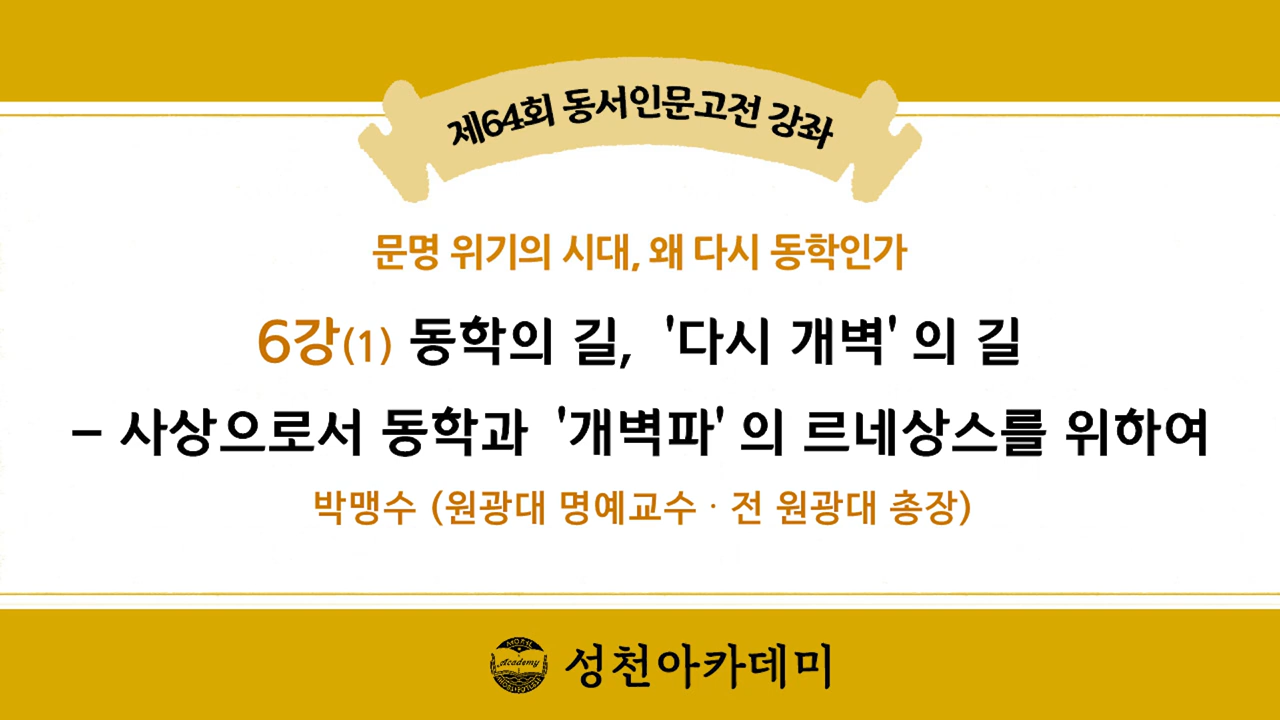 제64회 동서인문고전 강좌
문명 위기의 시대, 왜 다시 동학인가
6강(1) 동학의 길, '다시 개벽'의 길
– 사상으로서 동학과 '개벽파'의 르네상스를 위하여
박맹수 (원광대 명예교수 · 전 원광대 총장)
Academy
성천아카데미